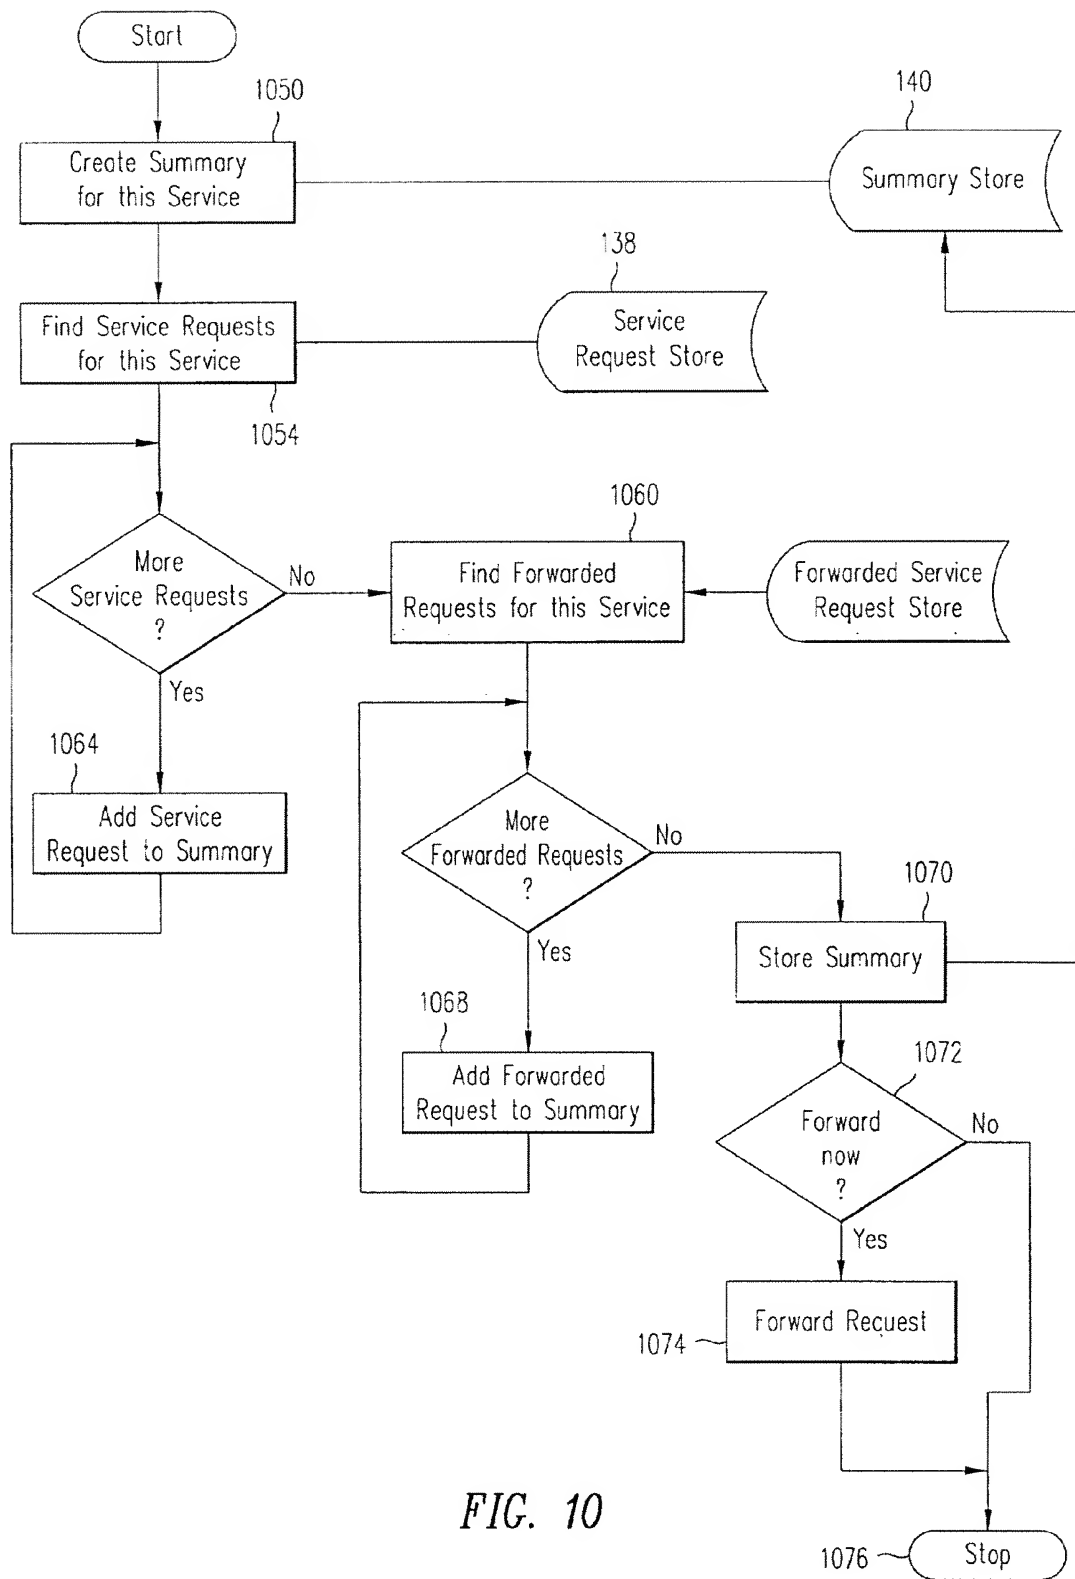 Start
1050
140
Create Summary
for this Service
Summary Store
138
Find Service Requests
for this Service
Service
Request Store
1054
1060
More
Service Requests
?
No
Find Forwarded
Requests for this Service
Forwarded Service
Request Store
Yes
1064
Add Service
Request to Summary
More
Forwarded Requests
?
No
1070
Yes
Store Summary
1068
1072
Add Forwarded
Request to Summary
Forward
now
?
No
Yes
Forward Request
1074
FIG. 10
1076
Stop